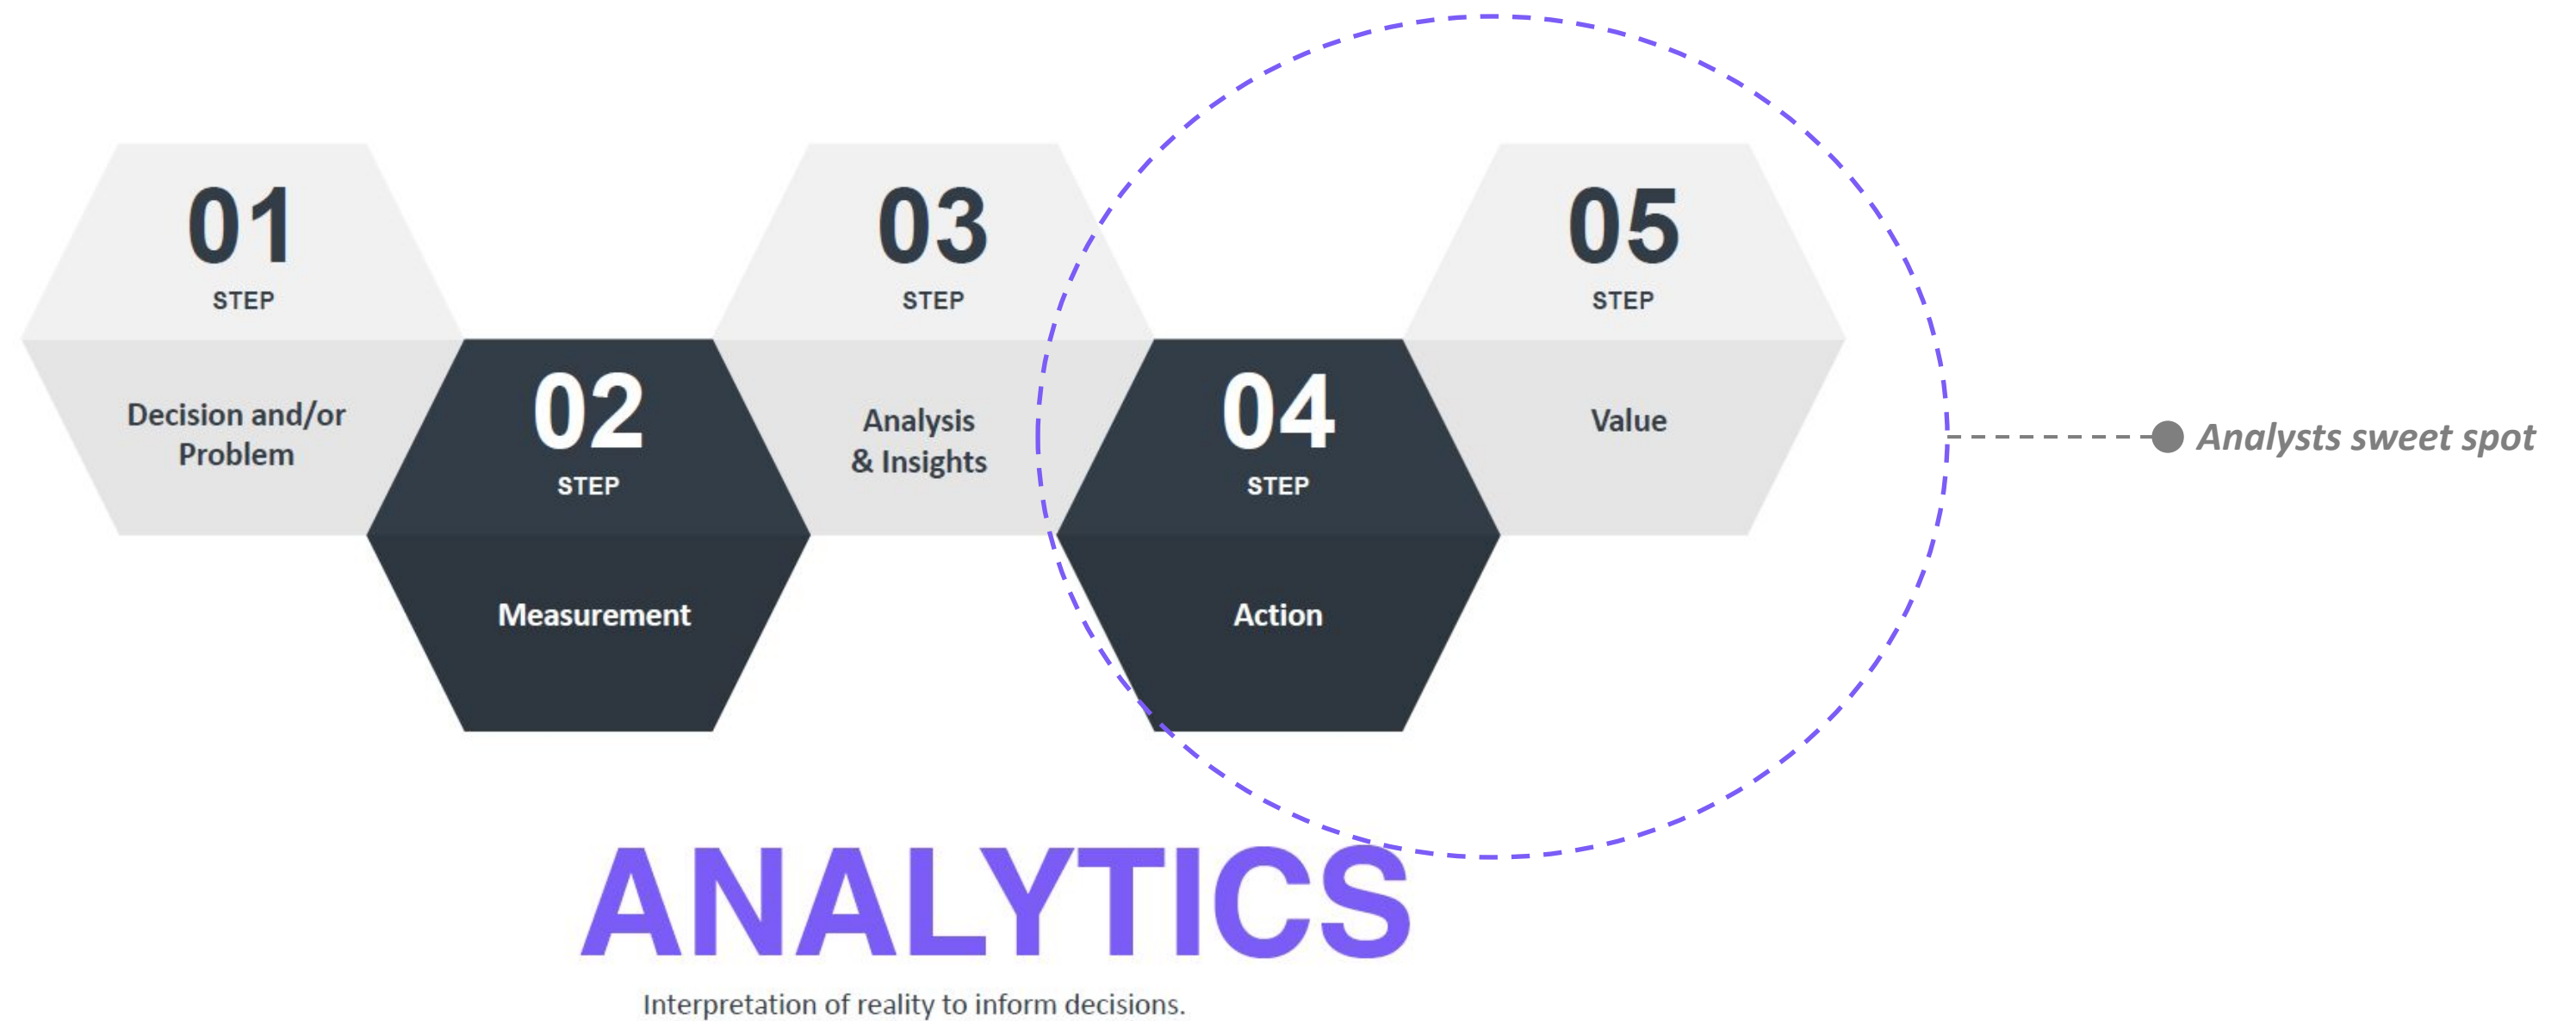 01
STEP
Decision and/or
Problem
02
STEP
Measurement
03
STEP
Analysis
& Insights
04
STEP
Action
05
STEP
Value
Analysts sweet spot
ANALYTICS
Interpretation of reality to inform decisions.